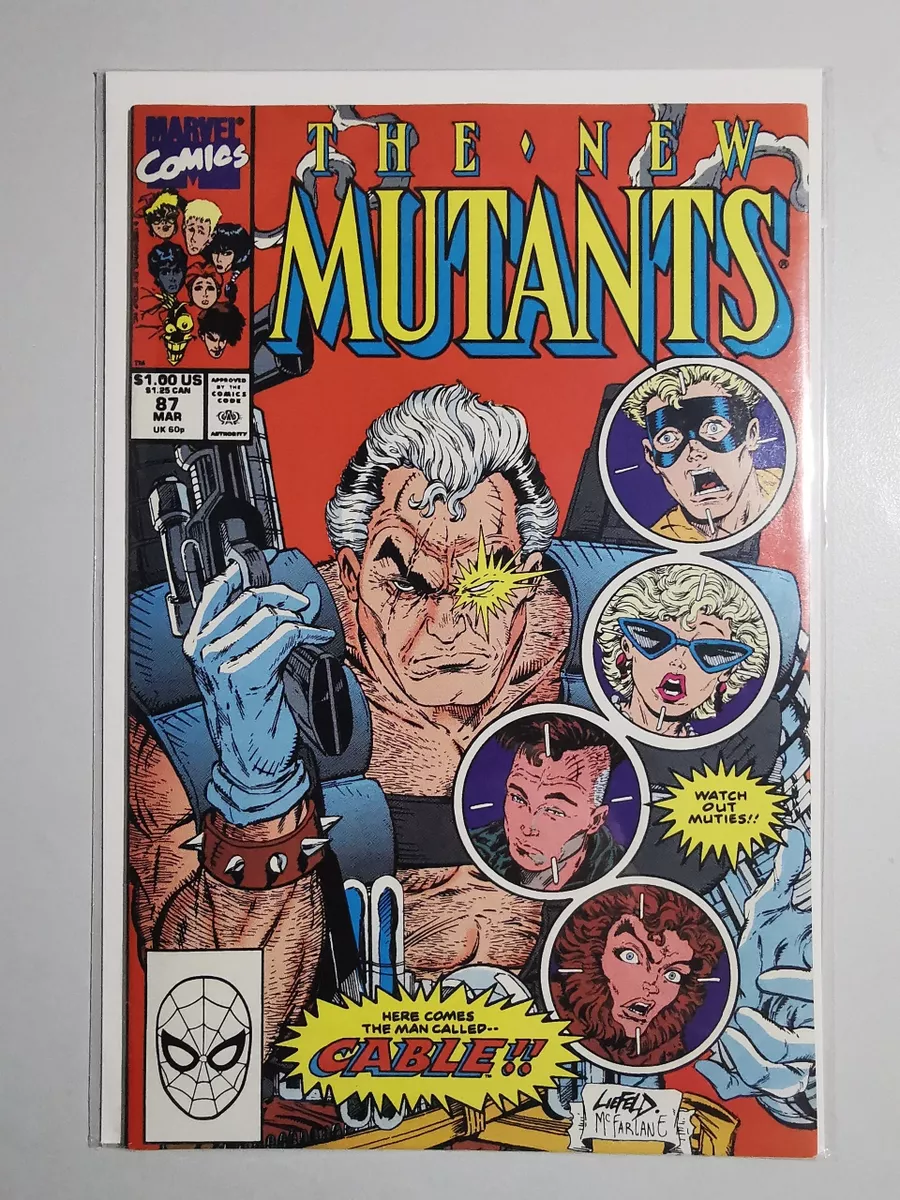 MARVEL®
COMICS
M
THE • NEW
MUTANTS®
TM
$1.00 US
$1.25 CAN
87
MAR
UK 60p
APPROVED
BY THE
COMICS
CODE
AUTHORITY
WATCH
OUT
MUTIES!!
HERE COMES
THE MAN CALLED--
CABLE!!
LIEFELD.
MCFARLANE